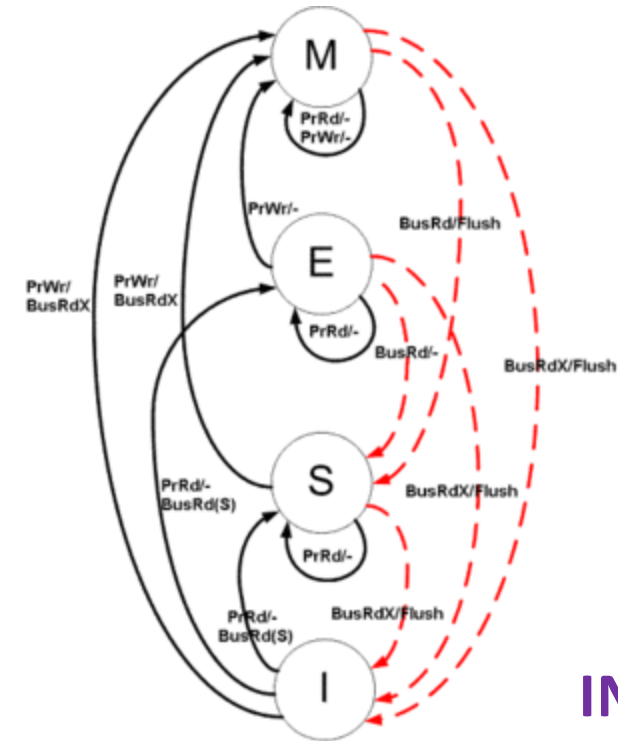 M
PrRd/-
PrWr/-
PrWr/-
BusRd/Flush
E
PrWr/
BusRdX
PrWr/
BusRdX
PrRd/-
BusRd/-
BusRdX/Flush
S
PrRd/-
BusRd(S)
BusRdX/Flush
PrRd/-
PrRd/-
BusRd(S)
BusRdX/Flush
I
IN